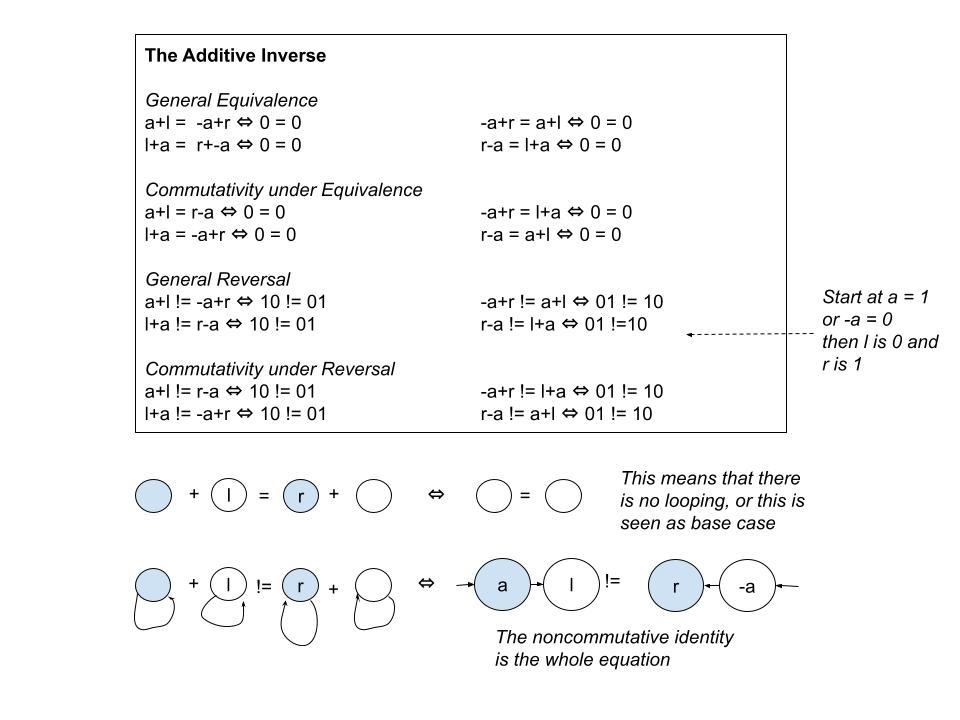 The Additive Inverse
General Equivalence
a+l =  -a+r ⇔ 0 = 0
-a+r = a+l ⇔ 0 = 0
l+a =  r+-a ⇔ 0 = 0
r-a = l+a ⇔ 0 = 0
Commutativity under Equivalence
a+l = r-a ⇔ 0 = 0
-a+r = l+a ⇔ 0 = 0
l+a = -a+r ⇔ 0 = 0
r-a = a+l ⇔ 0 = 0
General Reversal
a+l != -a+r ⇔ 10 != 01
-a+r != a+l ⇔ 01 != 10
l+a != r-a ⇔ 10 != 01
r-a != l+a ⇔ 01 !=10
Commutativity under Reversal
a+l != r-a ⇔ 10 != 01
-a+r != l+a ⇔ 01 != 10
l+a != -a+r ⇔ 10 != 01
r-a != a+l ⇔ 01 != 10
Start at a = 1
or -a = 0
then l is 0 and
r is 1
+ l = r + ⇔ =
This means that there
is no looping, or this is
seen as base case
+ l != r + ⇔ a l != r -a
The noncommutative identity
is the whole equation